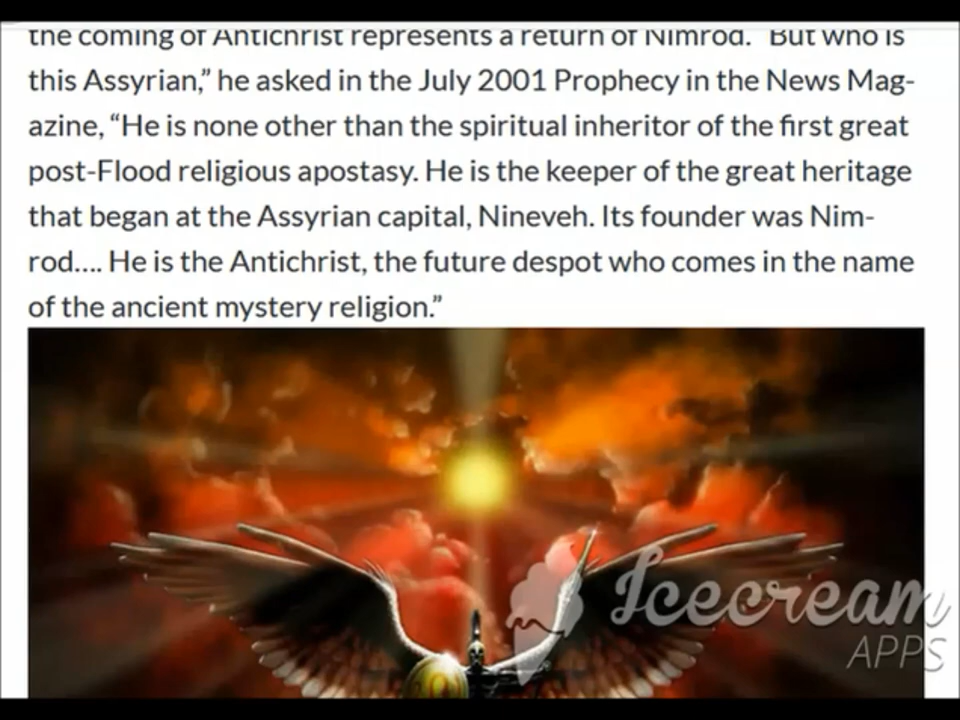 the coming of Antichrist represents a return of Nimrod. "But who is
this Assyrian,” he asked in the July 2001 Prophecy in the News Mag-
azine, “He is none other than the spiritual inheritor of the first great
post-Flood religious apostasy. He is the keeper of the great heritage
that began at the Assyrian capital, Nineveh. Its founder was Nim-
rod…. He is the Antichrist, the future despot who comes in the name
of the ancient mystery religion.”
Icecream
APPS